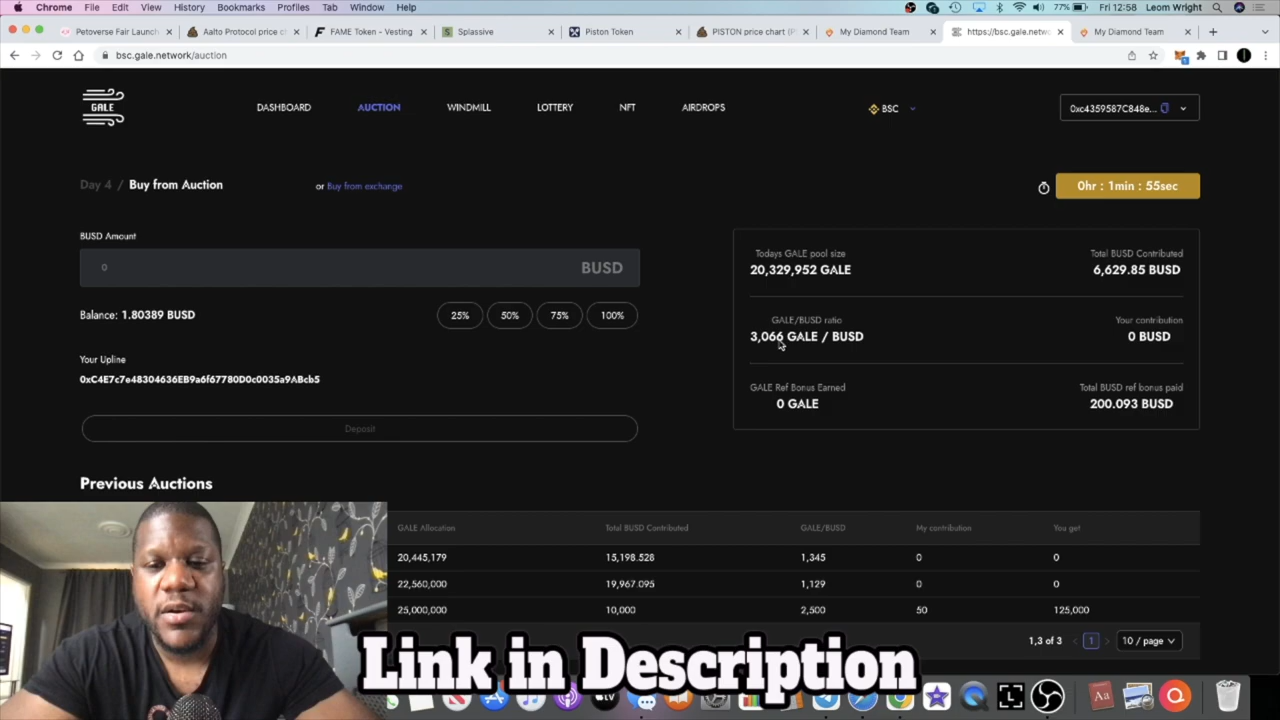 Chrome File Edit View History Bookmarks Profiles Tab Window Help 77% Fri 12:58 Leom Wright
Petoverse Fair Launch Aalto Protocol price c FAME Token - Vesting Splassive Piston Token PISTON price chart (P My Diamond Team https://bsc.gale.netwo My Diamond Team
bsc.gale.network/auction
GALE DASHBOARD AUCTION WINDMILL LOTTERY NFT AIRDROPS BSC 0xc4359587C848e...
Day 4 / Buy from Auction or Buy from exchange 0hr : 1min : 55sec
BUSD Amount
0 BUSD
Balance: 1.80389 BUSD 25% 50% 75% 100%
Your Upline
0xC4E7c7e48304636EB9a6f67780D0c0035a9ABcb5
Deposit
Todays GALE pool size Total BUSD Contributed
20,329,952 GALE 6,629.85 BUSD
GALE/BUSD ratio Your contribution
3,066 GALE / BUSD 0 BUSD
GALE Ref Bonus Earned Total BUSD ref bonus paid
0 GALE 200.093 BUSD
Previous Auctions
GALE Allocation Total BUSD Contributed GALE/BUSD My contribution You get
20,445,179 15,198.528 1,345 0 0
22,560,000 19,967.095 1,129 0 0
25,000,000 10,000 2,500 50 125,000
1,3 of 3 1 10 / page
Link in Description